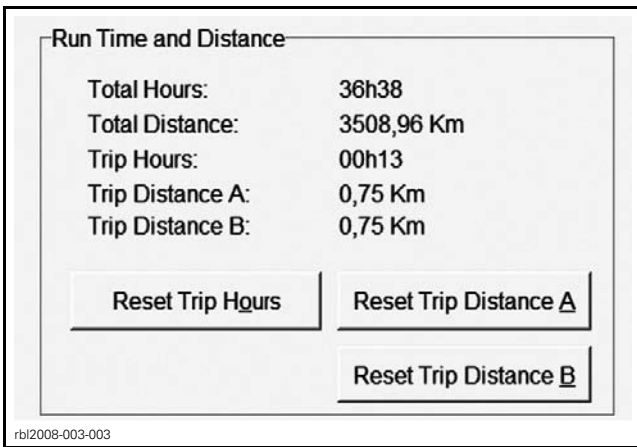 Run Time and Distance
Total Hours: 36h38
Total Distance: 3508,96 Km
Trip Hours: 00h13
Trip Distance A: 0,75 Km
Trip Distance B: 0,75 Km
Reset Trip Hours Reset Trip Distance A
Reset Trip Distance B
rbl2008-003-003